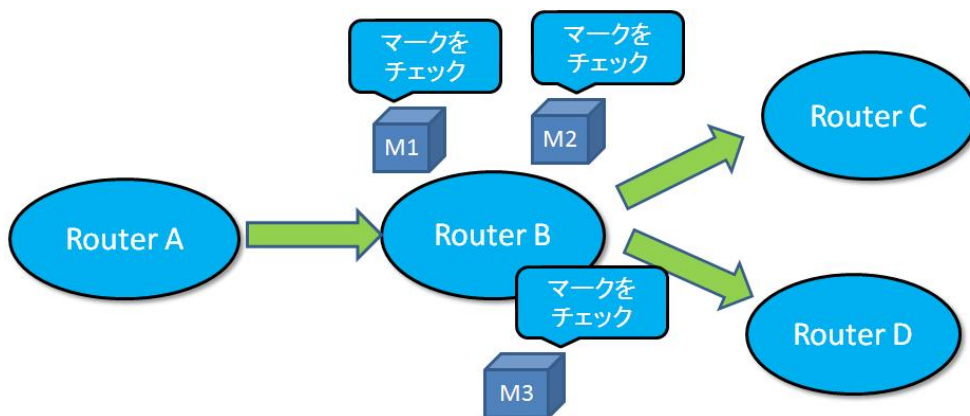 マークを
チェック
マークを
チェック
M1
M2
Router C
Router A
Router B
マークを
チェック
Router D
M3